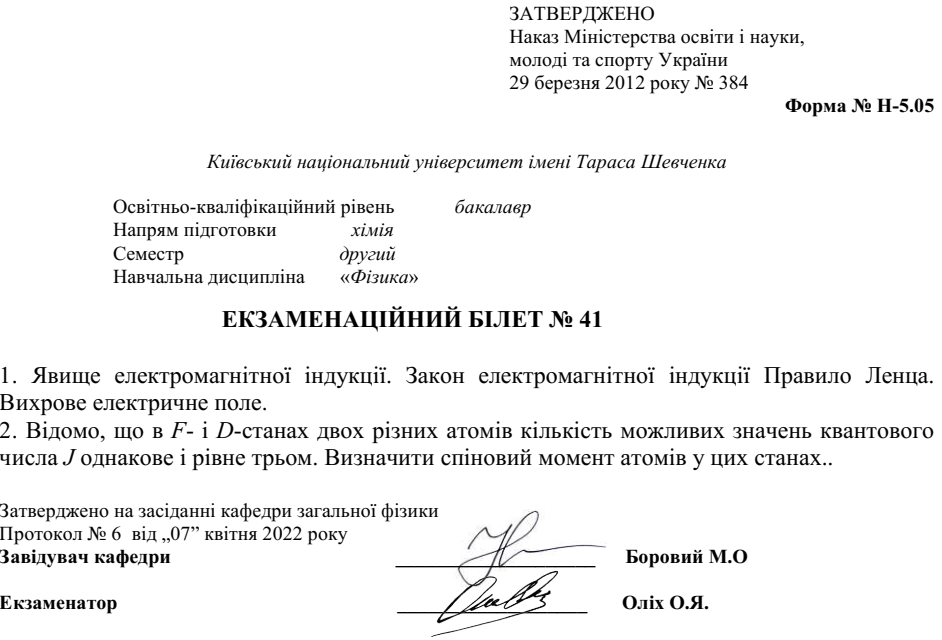 ЗАТВЕРДЖЕНО
Наказ Міністерства освіти і науки,
молоді та спорту України
29 березня 2012 року № 384
Форма № Н-5.05
Київський національний університет імені Тараса Шевченка
Освітньо-кваліфікаційний рівень бакалавр
Напрям підготовки хімія
Семестр другий
Навчальна дисципліна «Фізика»
ЕКЗАМЕНАЦІЙНИЙ БІЛЕТ № 41
1. Явище електромагнітної індукції. Закон електромагнітної індукції Правило Ленца.
Вихрове електричне поле.
2. Відомо, що в F- і D-станах двох різних атомів кількість можливих значень квантового
числа J однакове і рівне трьом. Визначити спіновий момент атомів у цих станах..
Затверджено на засіданні кафедри загальної фізики
Протокол № 6 від „07” квітня 2022 року
Завідувач кафедри Боровий М.О
Екзаменатор Оліх О.Я.